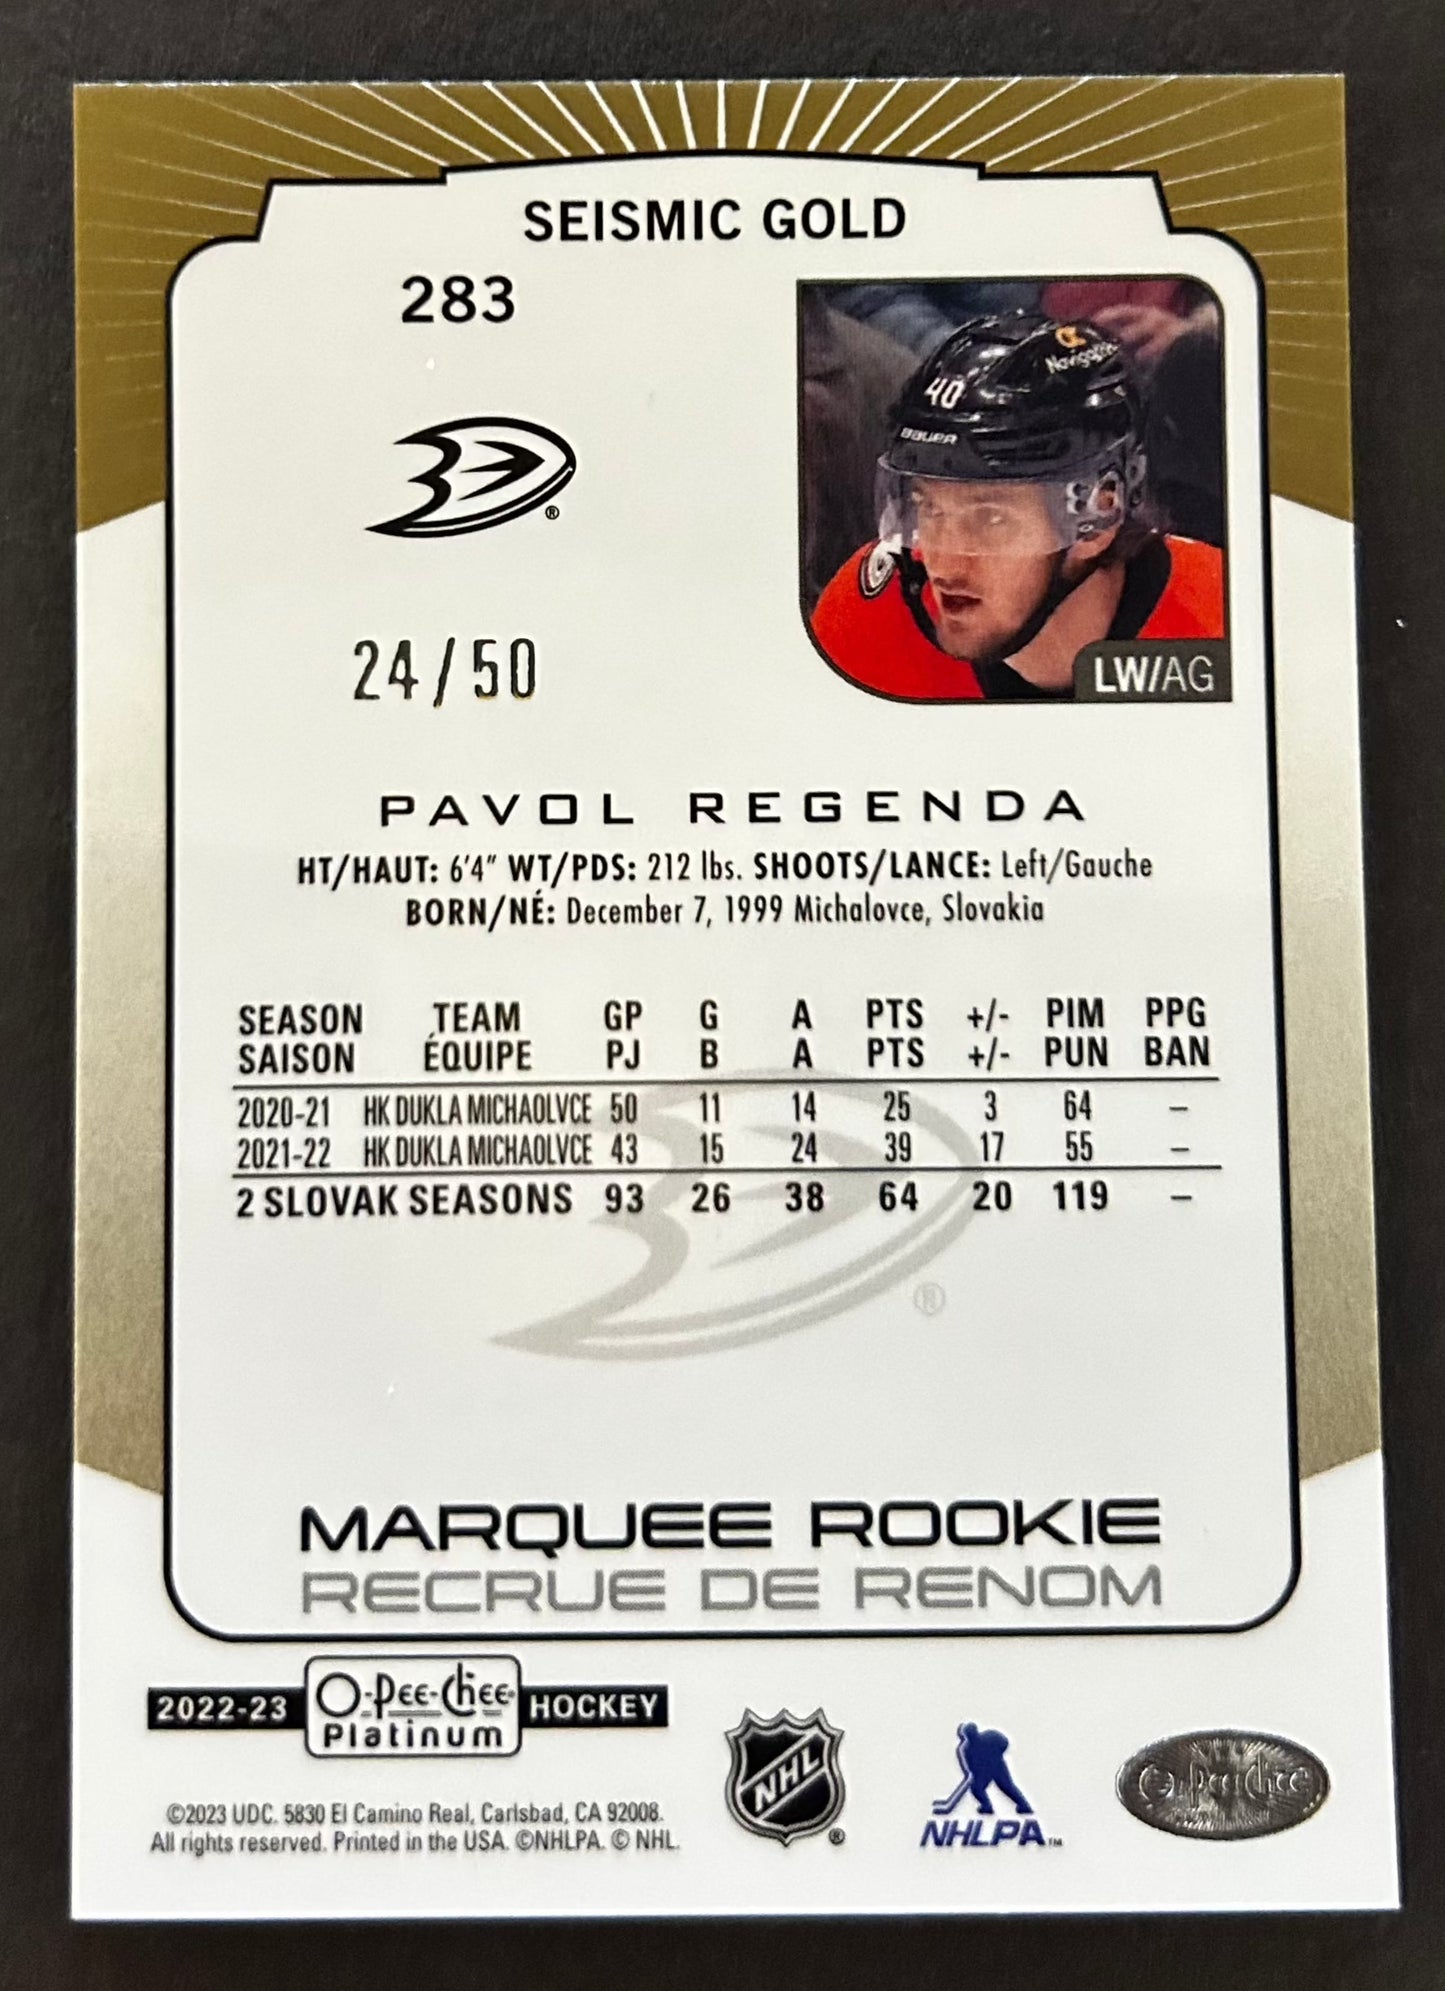 SEISMIC GOLD
283
®
24/50
40
BAUER
LW/AG
PAVOL REGENDA
HT/HAUT: 6'4" WT/PDS: 212 lbs. SHOOTS/LANCE: Left/Gauche
BORN/NÉ: December 7, 1999 Michalovce, Slovakia
SEASON TEAM GP G A PTS +/- PIM PPG
SAISON ÉQUIPE PJ B A PTS +/- PUN BAN
2020-21 HK DUKLA MICHAOLVCE 50 11 14 25 3 64 –
2021-22 HK DUKLA MICHAOLVCE 43 15 24 39 17 55 –
2 SLOVAK SEASONS 93 26 38 64 20 119 –
®
MARQUEE ROOKIE
RECRUE DE RENOM
2022-23 O-Pee-Chee Platinum HOCKEY
NHL ®
NHLPA™
O-Pee-Chee
©2023 UDC. 5830 El Camino Real, Carlsbad, CA 92008.
All rights reserved. Printed in the USA. ©NHLPA. © NHL.